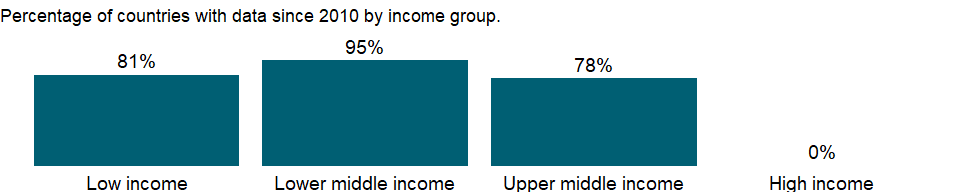 Percentage of countries with data since 2010 by income group.
81%
95%
78%
0%
Low income
Lower middle income
Upper middle income
High income